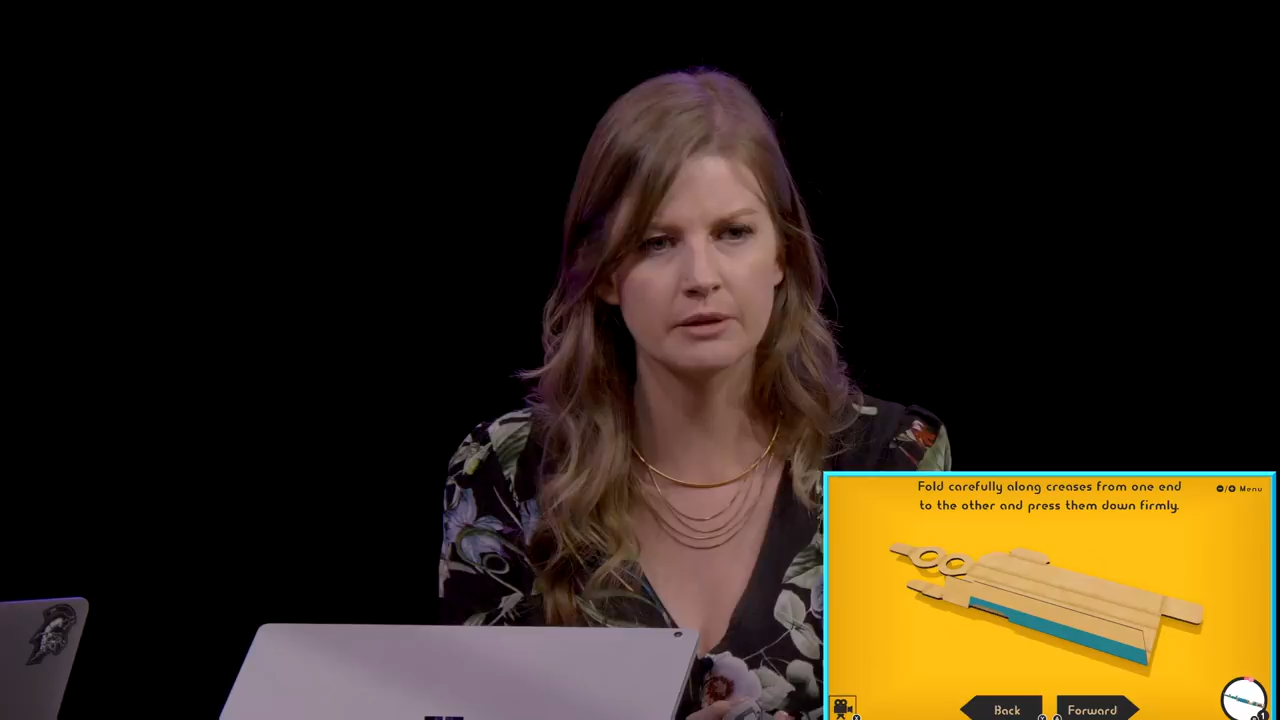 Fold carefully along creases from one end
to the other and press them down firmly.
-/+ Menu
Back
Forward